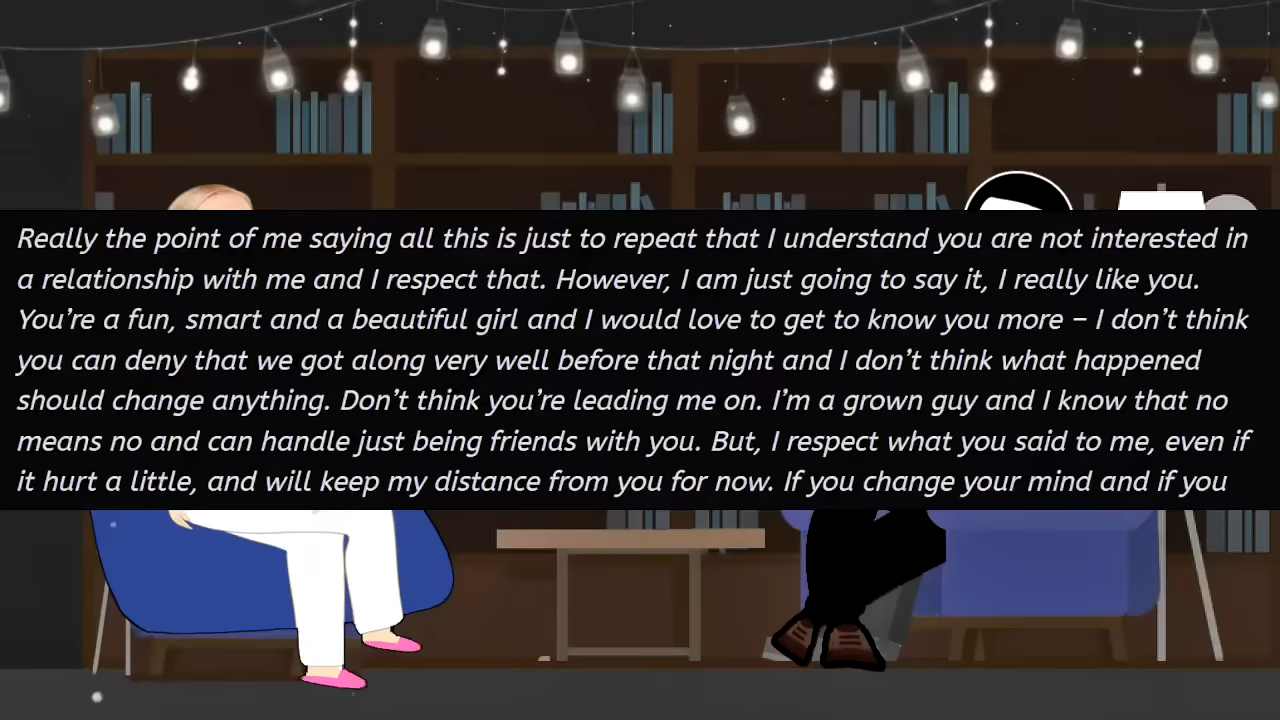 Really the point of me saying all this is just to repeat that I understand you are not interested in
a relationship with me and I respect that. However, I am just going to say it, I really like you.
You’re a fun, smart and a beautiful girl and I would love to get to know you more – I don’t think
you can deny that we got along very well before that night and I don’t think what happened
should change anything. Don’t think you’re leading me on. I’m a grown guy and I know that no
means no and can handle just being friends with you. But, I respect what you said to me, even if
it hurt a little, and will keep my distance from you for now. If you change your mind and if you